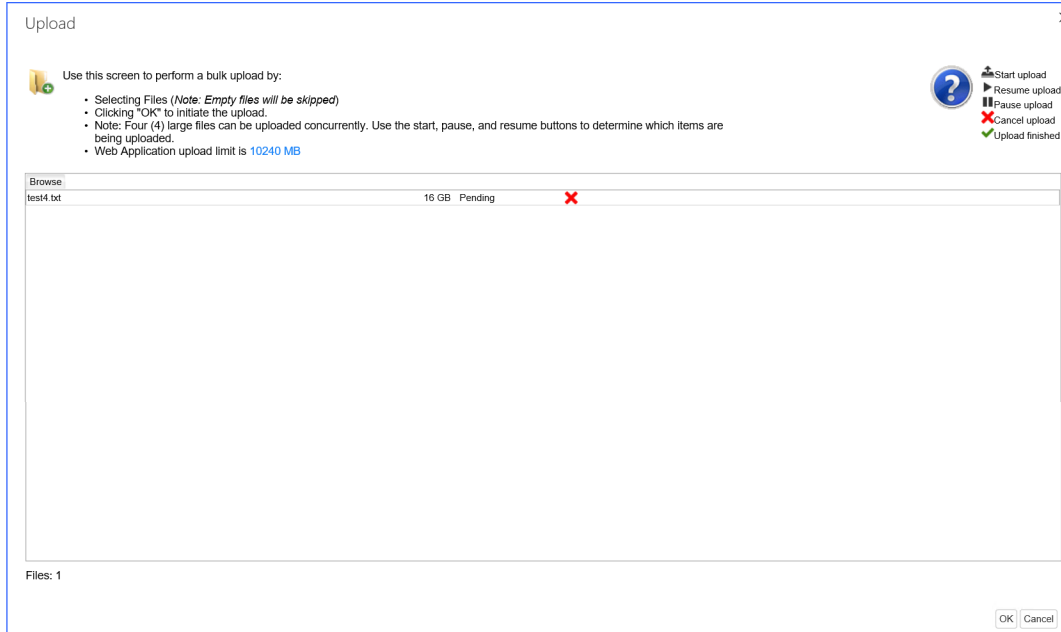 Upload
Use this screen to perform a bulk upload by:
• Selecting Files (Note: Empty files will be skipped)
• Clicking "OK" to initiate the upload.
• Note: Four (4) large files can be uploaded concurrently. Use the start, pause, and resume buttons to determine which items are
being uploaded.
• Web Application upload limit is 10240 MB
Start upload
Resume upload
Pause upload
Cancel upload
Upload finished
Browse
test4.txt 16 GB Pending
Files: 1
OK Cancel